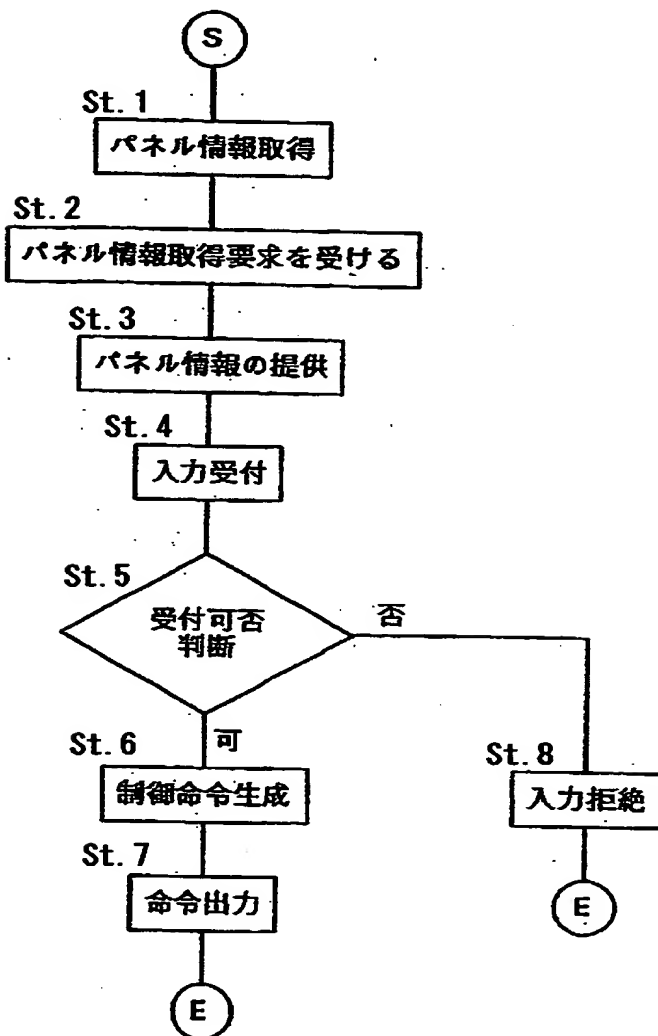 S
St. 1
パネル情報取得
St. 2
パネル情報取得要求を受ける
St. 3
パネル情報の提供
St. 4
入力受付
St. 5
受付可否
判断
否
可
St. 6
制御命令生成
St. 8
入力拒絶
St. 7
命令出力
E
E